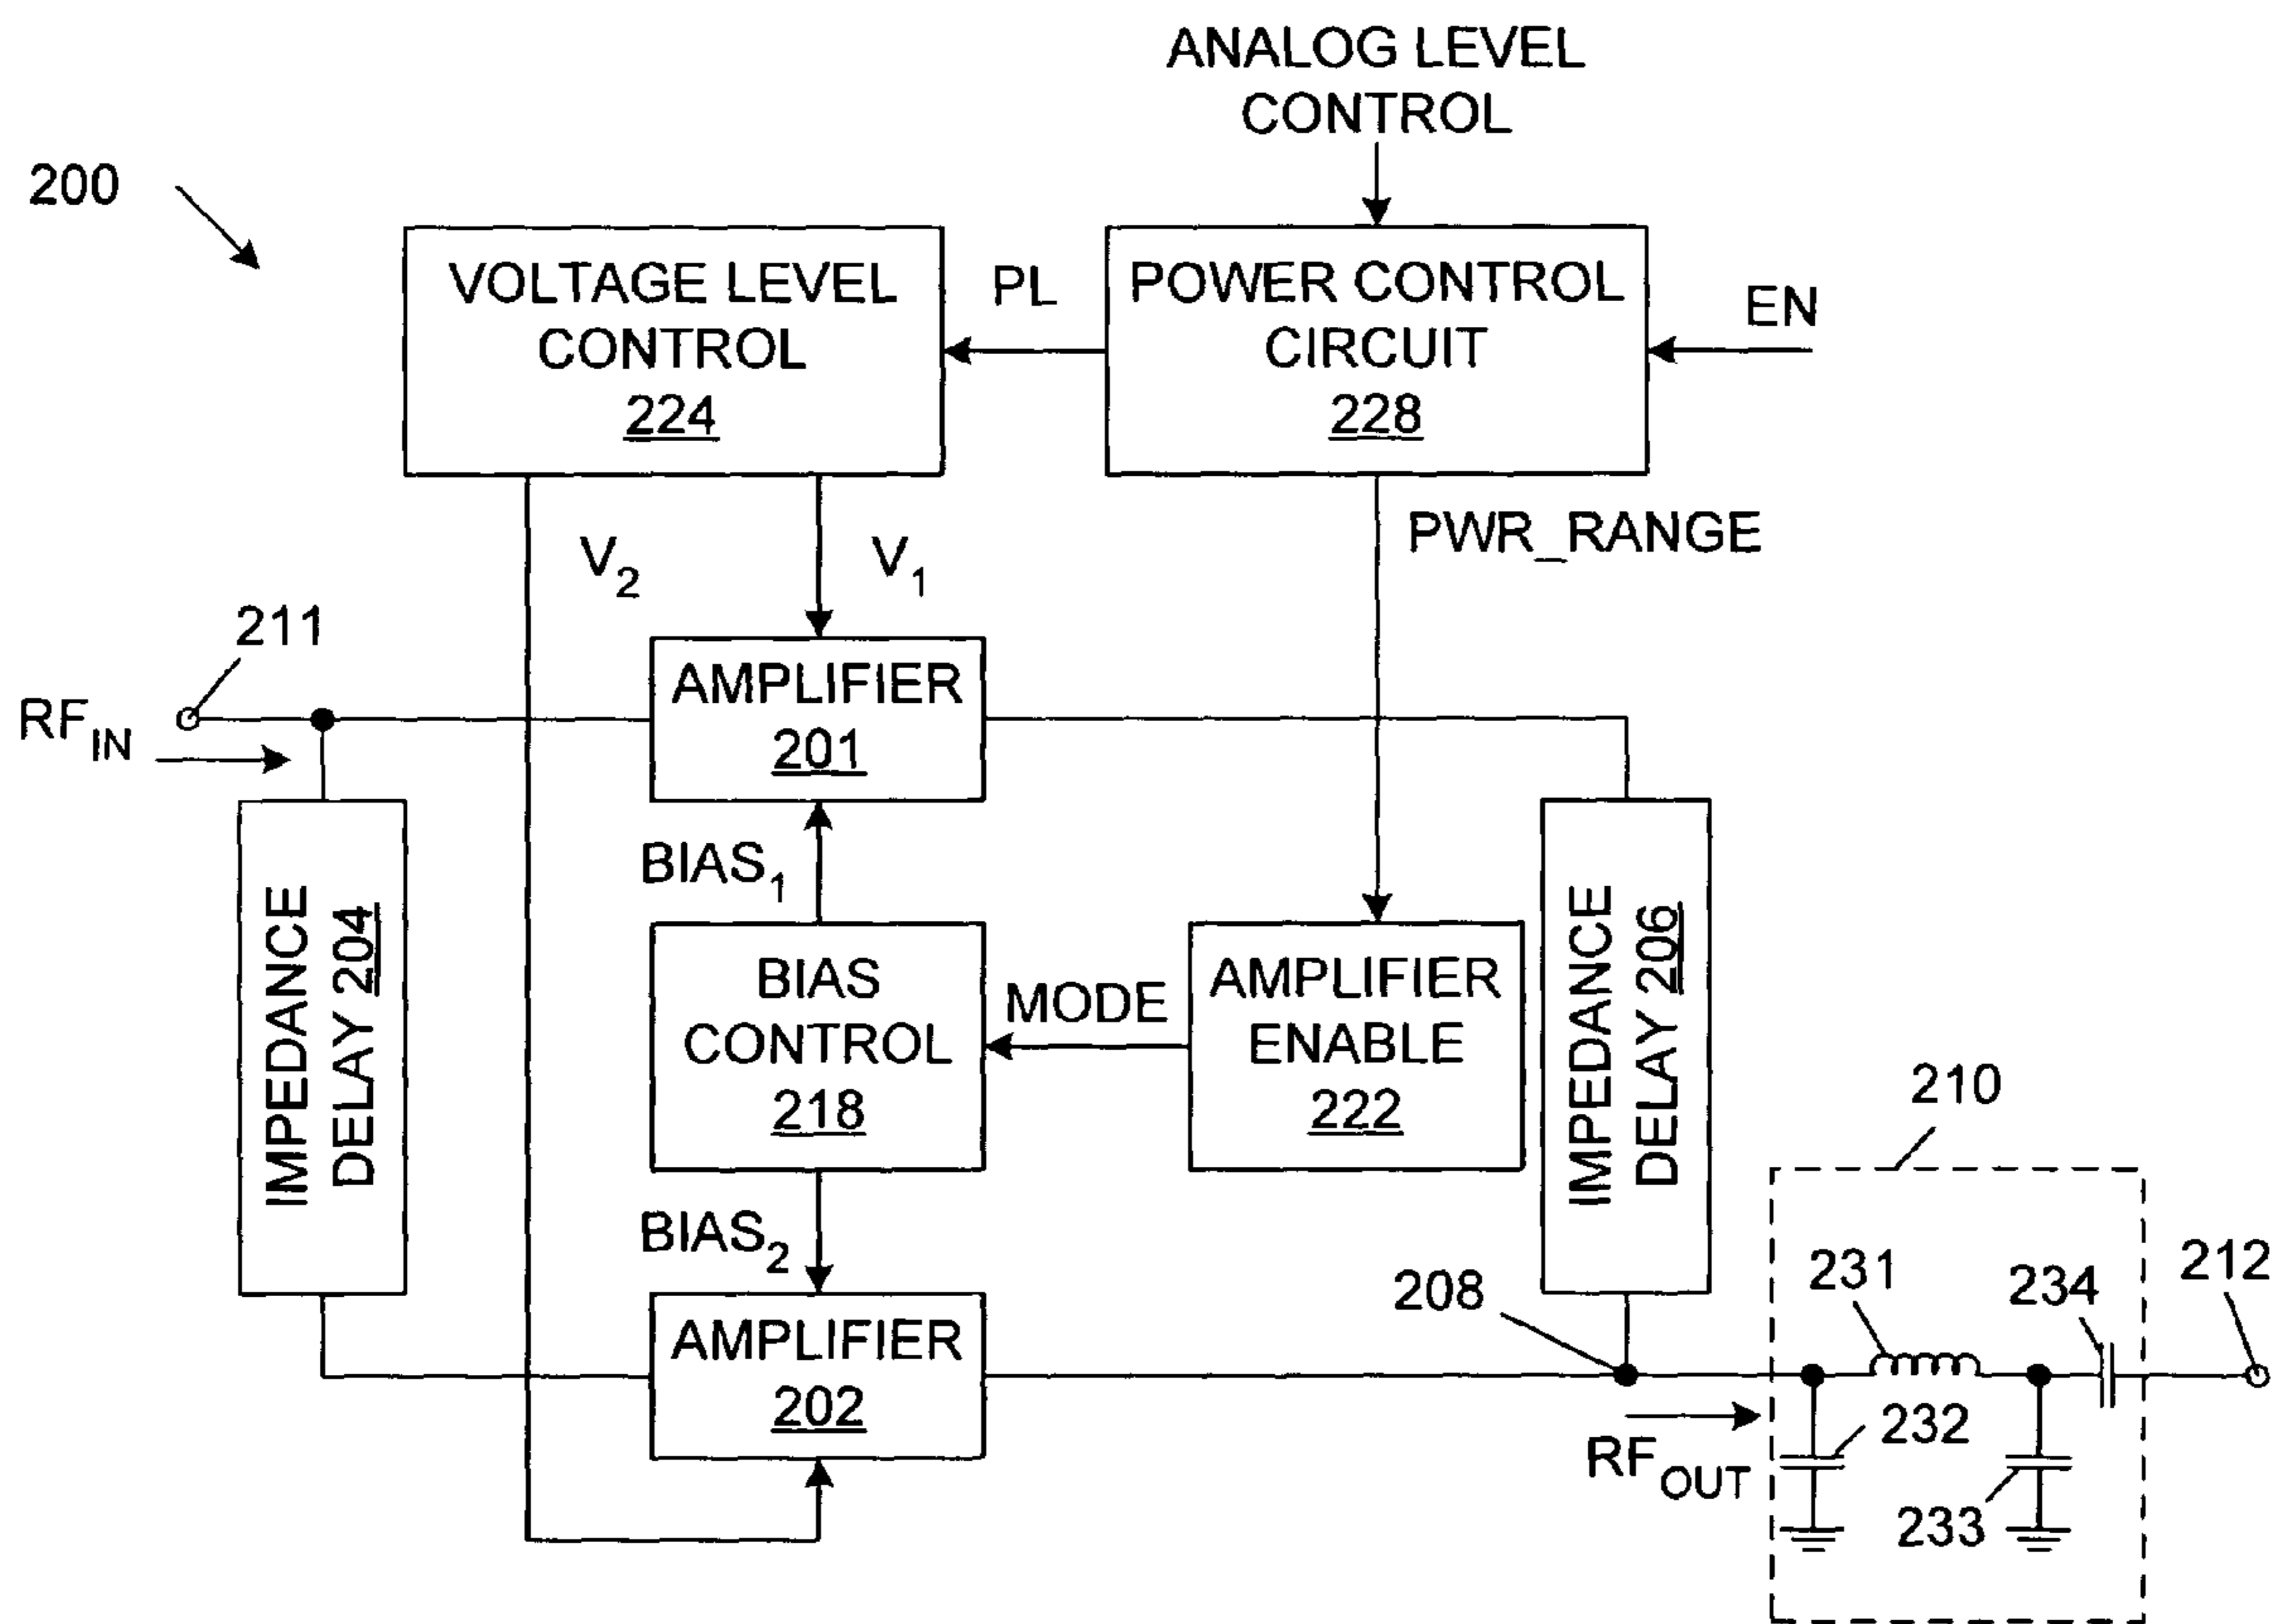 ANALOG LEVEL
CONTROL
200
VOLTAGE LEVEL
CONTROL
224
PL
POWER CONTROL
CIRCUIT
228
EN
V2
V1
PWR_RANGE
211
RFIN
AMPLIFIER
201
BIAS1
IMPEDANCE
DELAY 204
BIAS
CONTROL
218
MODE
AMPLIFIER
ENABLE
222
IMPEDANCE
DELAY 206
210
BIAS2
AMPLIFIER
202
208
231
234
212
232
RFOUT
233